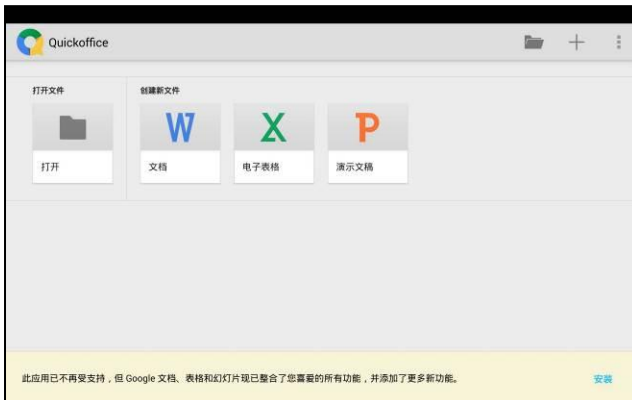 Quickoffice
打开文件
创建新文件
W
X
P
打开
文档
电子表格
演示文稿
此应用已不再受支持，但 Google 文档、表格和幻灯片现已整合了您喜爱的所有功能，并添加了更多新功能。
安装